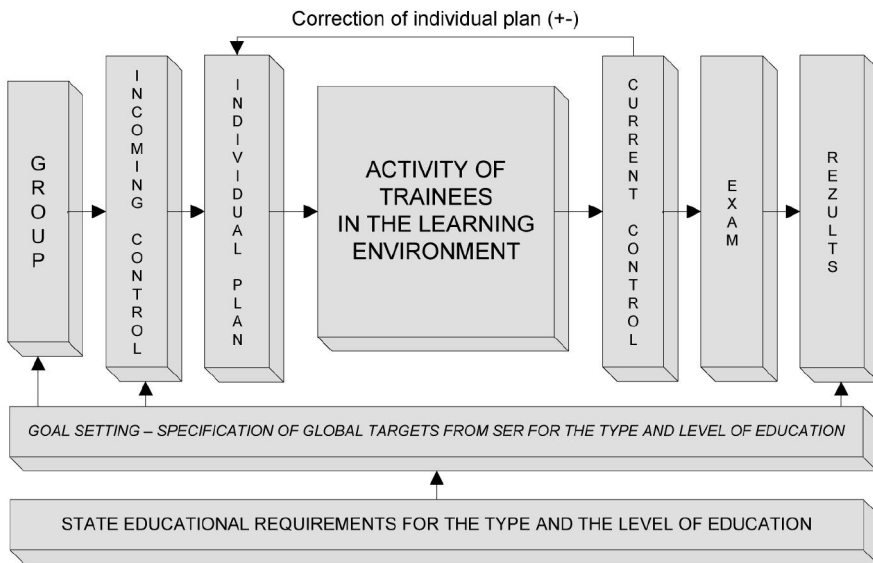 Correction of individual plan (+-)
GROUP
INCOMING CONTROL
INDIVIDUAL PLAN
ACTIVITY OF
TRAINEES
IN THE LEARNING
ENVIRONMENT
CURRENT CONTROL
EXAM
REZULTS
GOAL SETTING – SPECIFICATION OF GLOBAL TARGETS FROM SER FOR THE TYPE AND LEVEL OF EDUCATION
STATE EDUCATIONAL REQUIREMENTS FOR THE TYPE AND THE LEVEL OF EDUCATION